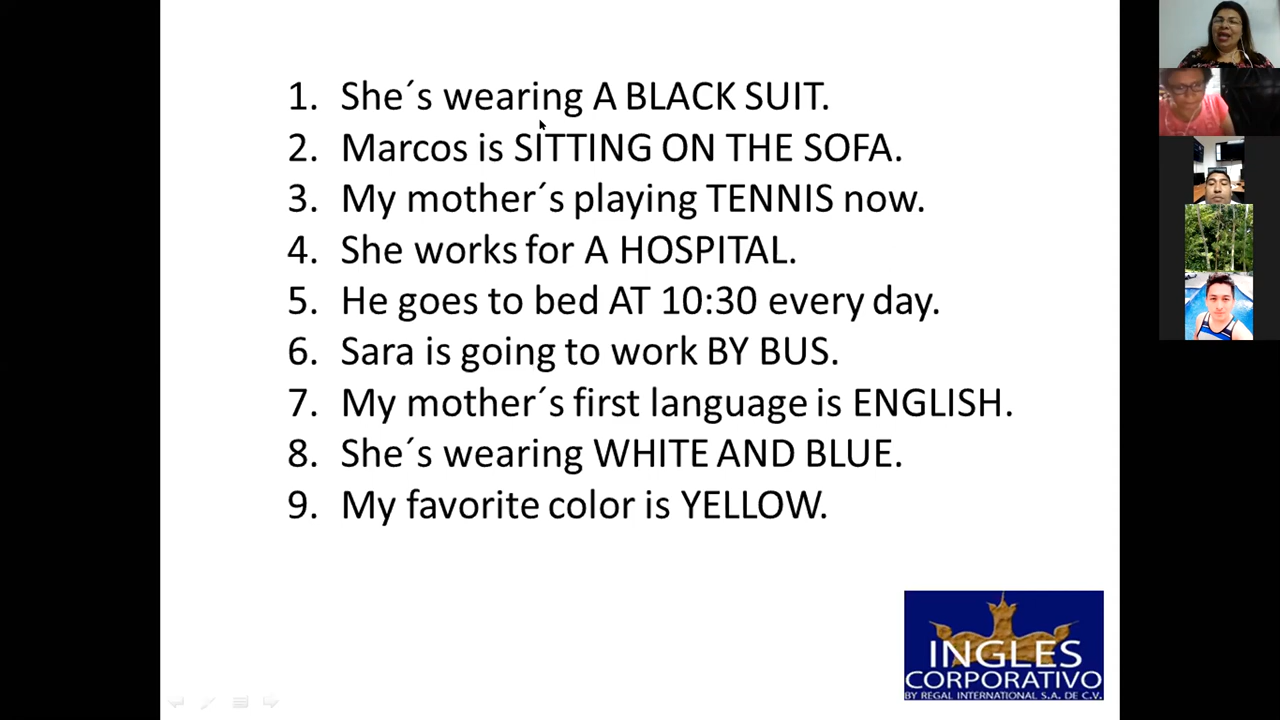 1. She´s wearing A BLACK SUIT.
2. Marcos is SITTING ON THE SOFA.
3. My mother´s playing TENNIS now.
4. She works for A HOSPITAL.
5. He goes to bed AT 10:30 every day.
6. Sara is going to work BY BUS.
7. My mother´s first language is ENGLISH.
8. She´s wearing WHITE AND BLUE.
9. My favorite color is YELLOW.
INGLES
CORPORATIVO
BY REGAL INTERNATIONAL S.A. DE C.V.